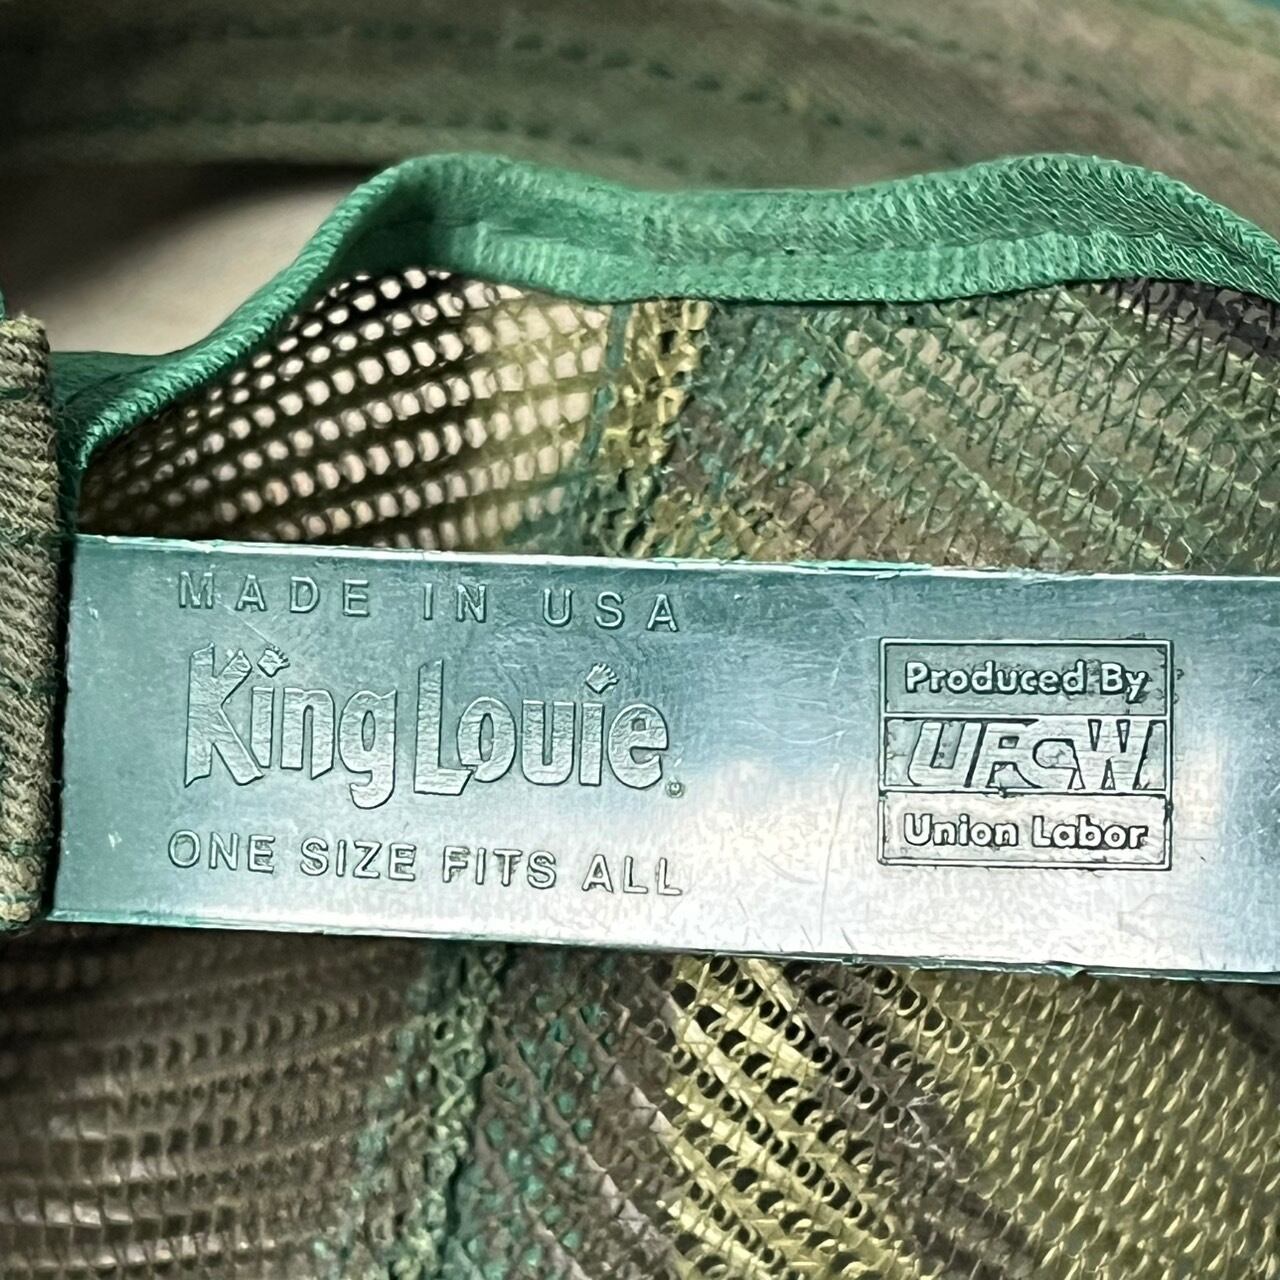 MADE IN USA
King Louie®
ONE SIZE FITS ALL
Produced By
UFCW
Union Labor